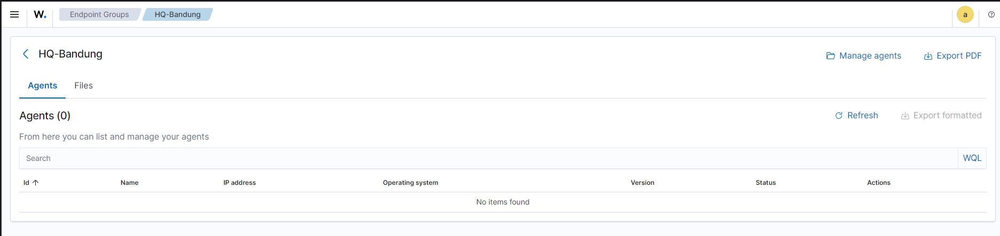 W. Endpoint Groups HQ-Bandung a
HQ-Bandung
Manage agents Export PDF
Agents Files
Agents (0)
Refresh Export formatted
From here you can list and manage your agents
Search WQL
Id Name IP address Operating system Version Status Actions
No items found